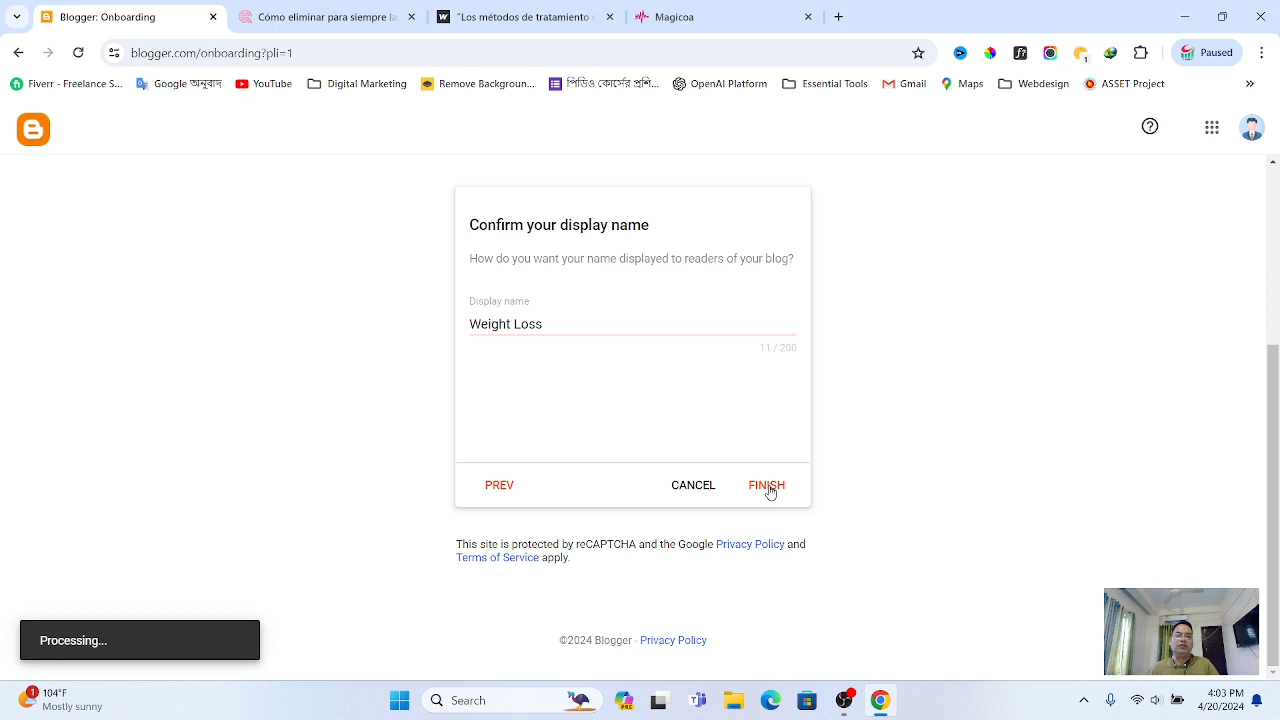 Blogger: Onboarding
Cómo eliminar para siempre la
"Los métodos de tratamiento
Magicoa
blogger.com/onboarding?pli=1
1
Paused
Fiverr - Freelance S...
Google অনুবাদ
YouTube
Digital Marketing
Remove Backgroun...
পিডিও কোর্সের প্রশি...
OpenAI Platform
Essential Tools
Gmail
Maps
Webdesign
ASSET Project
Confirm your display name
How do you want your name displayed to readers of your blog?
Display name
Weight Loss
11 / 200
PREV
CANCEL
FINISH
This site is protected by reCAPTCHA and the Google Privacy Policy and
Terms of Service apply.
©2024 Blogger · Privacy Policy
Processing...
1
104°F
Mostly sunny
Search
PRE
4:03 PM
4/20/2024